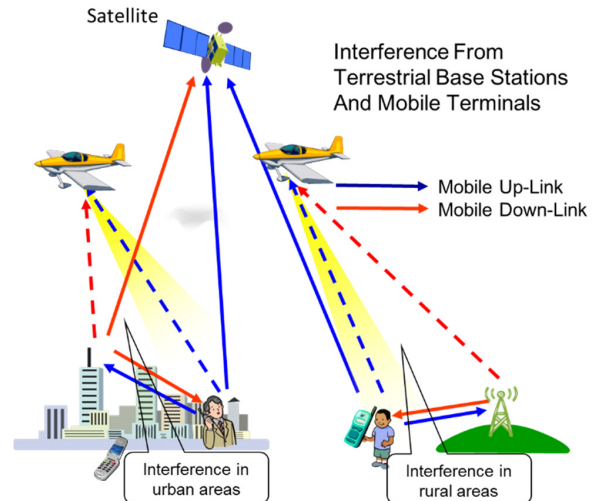 Satellite
Interference From
Terrestrial Base Stations
And Mobile Terminals
Mobile Up-Link
Mobile Down-Link
Interference in
urban areas
Interference in
rural areas